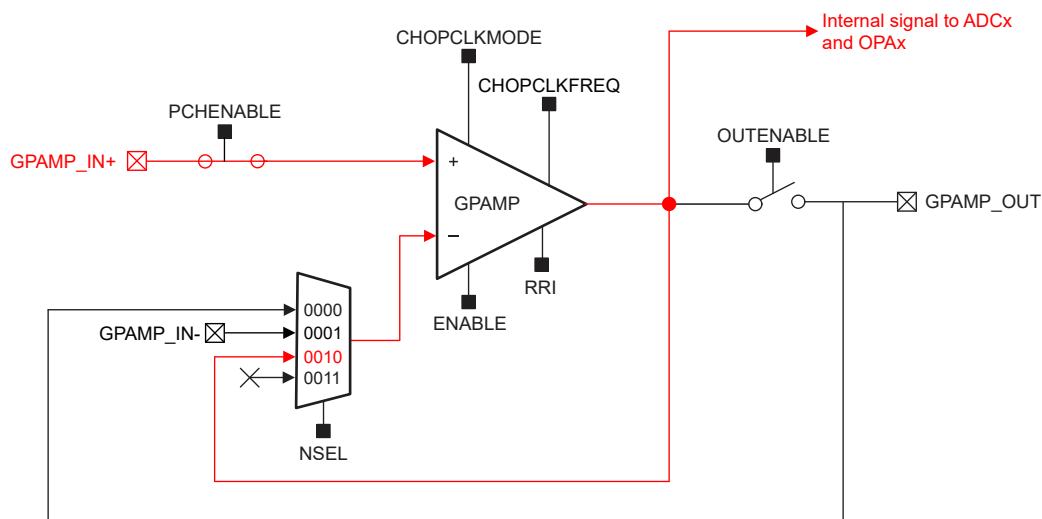 Internal signal to ADCx
and OPAx
CHOPCLKMODE
CHOPCLKFREQ
PCHENABLE
OUTENABLE
GPAMP_IN+
+
GPAMP
GPAMP_OUT
−
RRI
ENABLE
0000
GPAMP_IN-
0001
0010
0011
NSEL